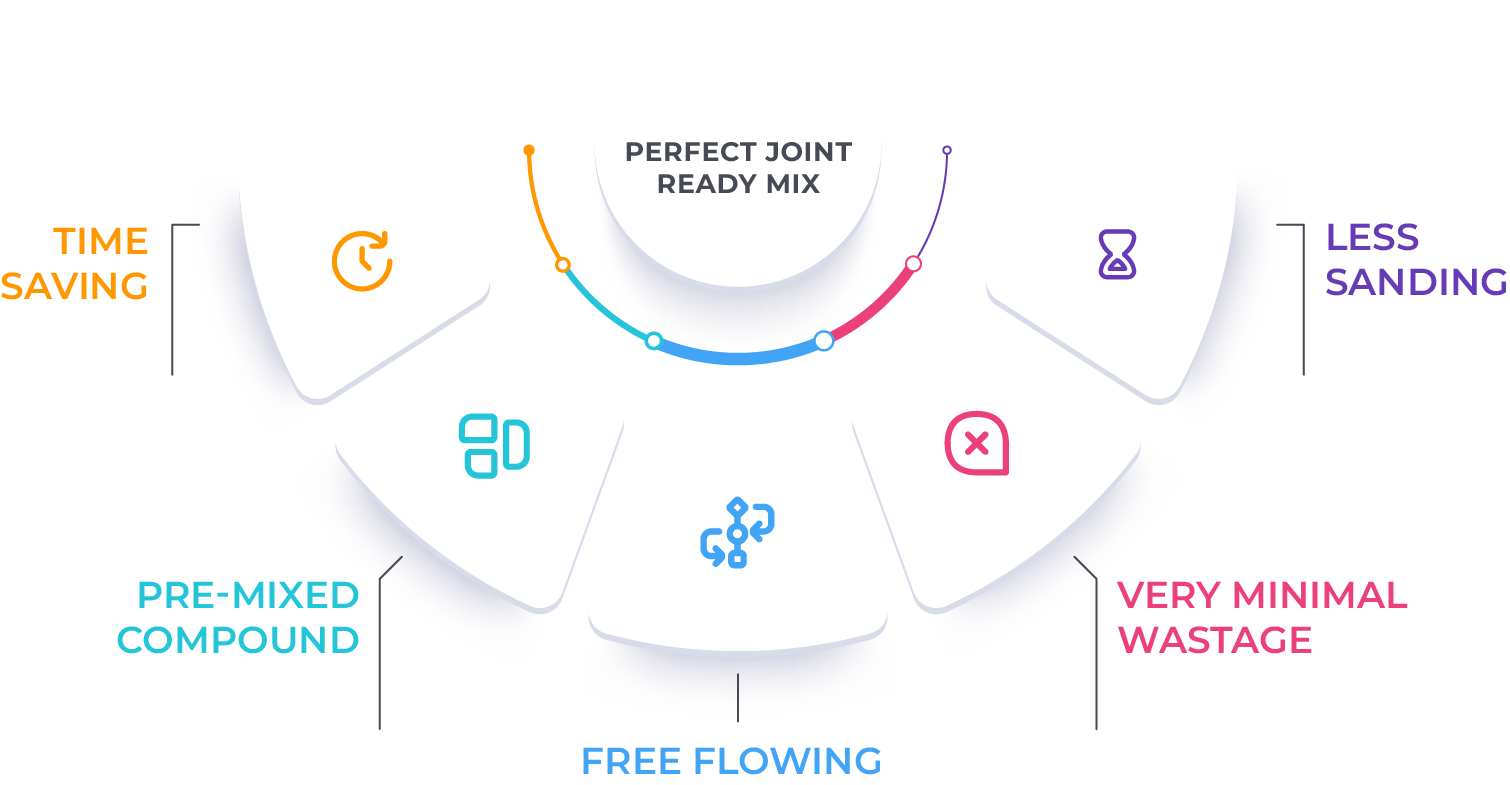 PERFECT JOINT
READY MIX
TIME
SAVING
PRE-MIXED
COMPOUND
FREE FLOWING
VERY MINIMAL
WASTAGE
LESS
SANDING